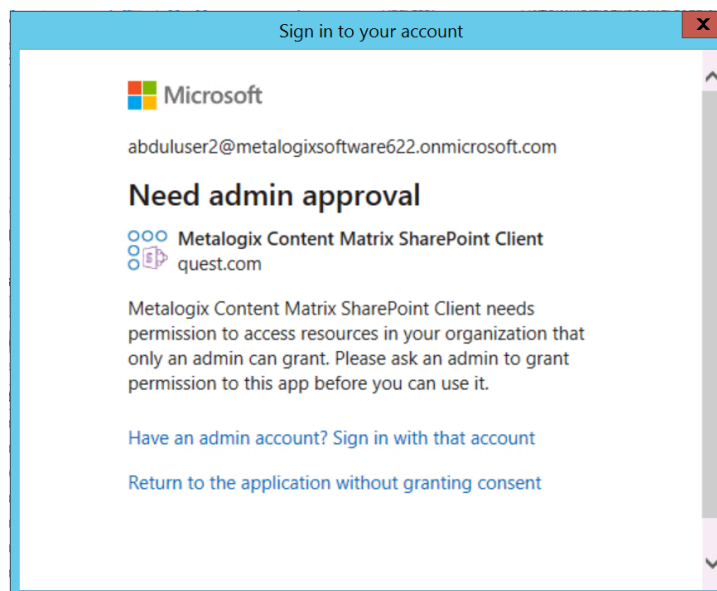 Sign in to your account
X
Microsoft
abduluser2@metalogixsoftware622.onmicrosoft.com
Need admin approval
Metalogix Content Matrix SharePoint Client
quest.com
Metalogix Content Matrix SharePoint Client needs
permission to access resources in your organization that
only an admin can grant. Please ask an admin to grant
permission to this app before you can use it.
Have an admin account? Sign in with that account
Return to the application without granting consent